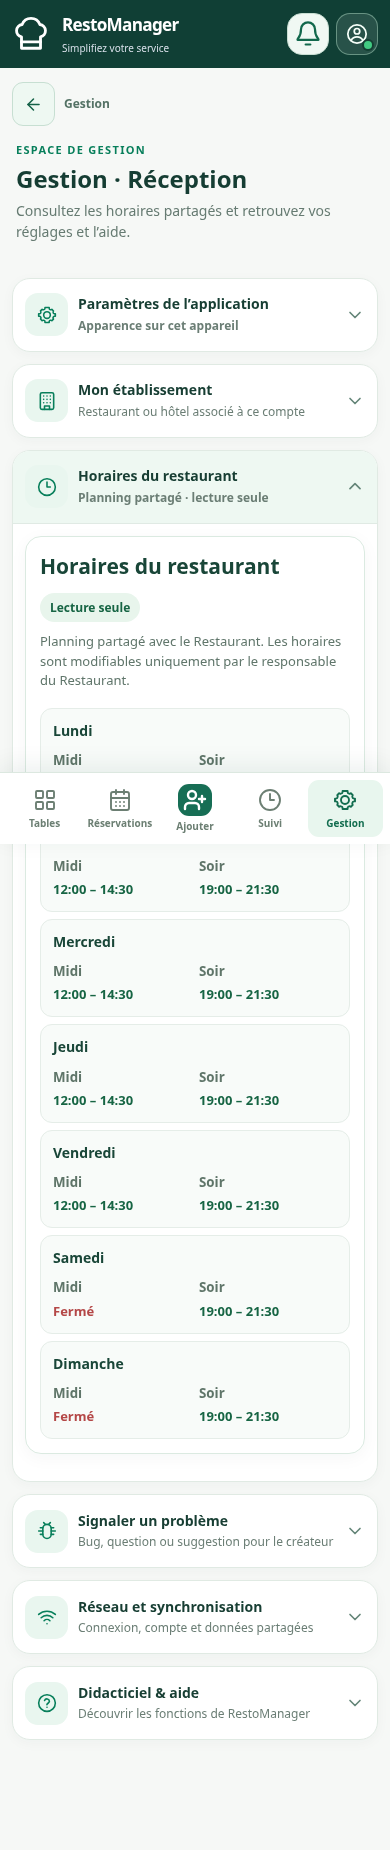 RestoManager
Simplifiez votre service
Gestion
ESPACE DE GESTION
Gestion · Réception
Consultez les horaires partagés et retrouvez vos
réglages et l’aide.
Paramètres de l’application
Apparence sur cet appareil
Mon établissement
Restaurant ou hôtel associé à ce compte
Horaires du restaurant
Planning partagé · lecture seule
Horaires du restaurant
Lecture seule
Planning partagé avec le Restaurant. Les horaires
sont modifiables uniquement par le responsable
du Restaurant.
Lundi
Midi Soir
Tables Réservations Ajouter Suivi Gestion
Midi Soir
12:00 – 14:30 19:00 – 21:30
Mercredi
Midi Soir
12:00 – 14:30 19:00 – 21:30
Jeudi
Midi Soir
12:00 – 14:30 19:00 – 21:30
Vendredi
Midi Soir
12:00 – 14:30 19:00 – 21:30
Samedi
Midi Soir
Fermé 19:00 – 21:30
Dimanche
Midi Soir
Fermé 19:00 – 21:30
Signaler un problème
Bug, question ou suggestion pour le créateur
Réseau et synchronisation
Connexion, compte et données partagées
Didacticiel & aide
Découvrir les fonctions de RestoManager